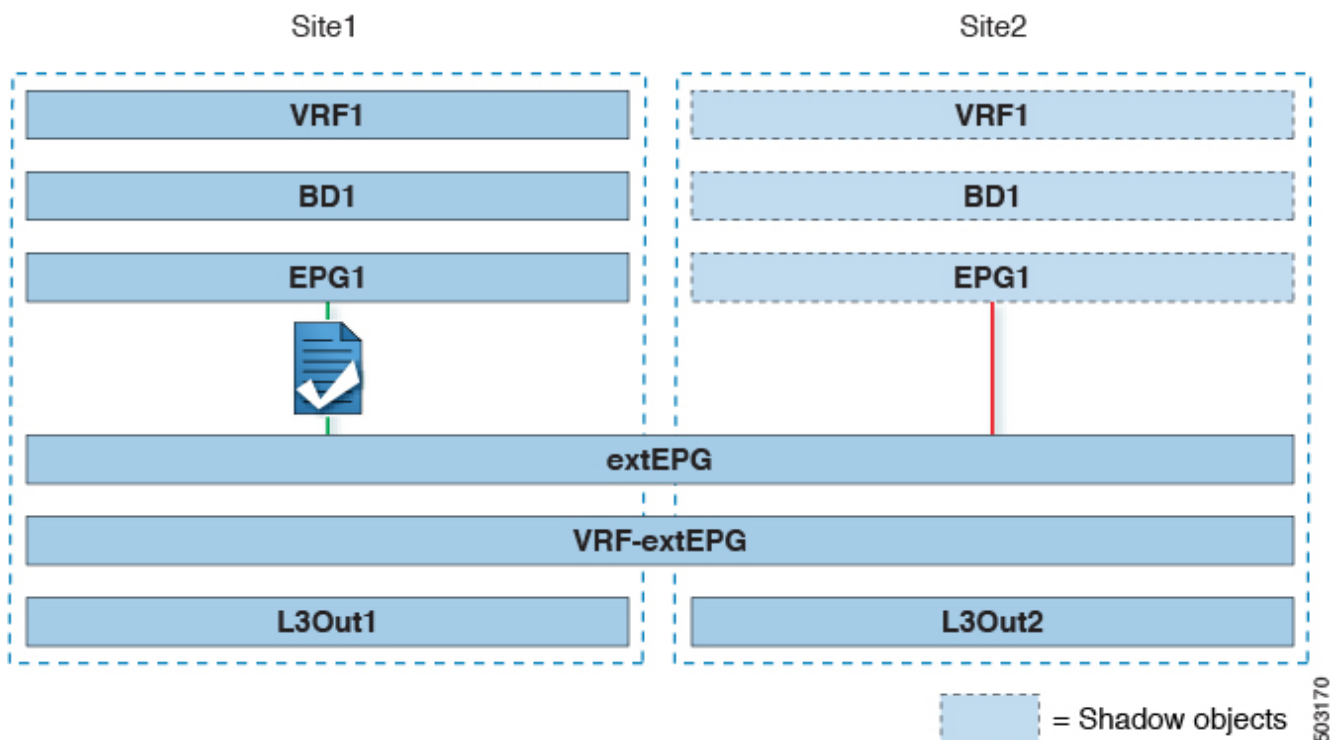 Site1
Site2
VRF1
VRF1
BD1
BD1
EPG1
EPG1
extEPG
VRF-extEPG
L3Out1
L3Out2
= Shadow objects
503170